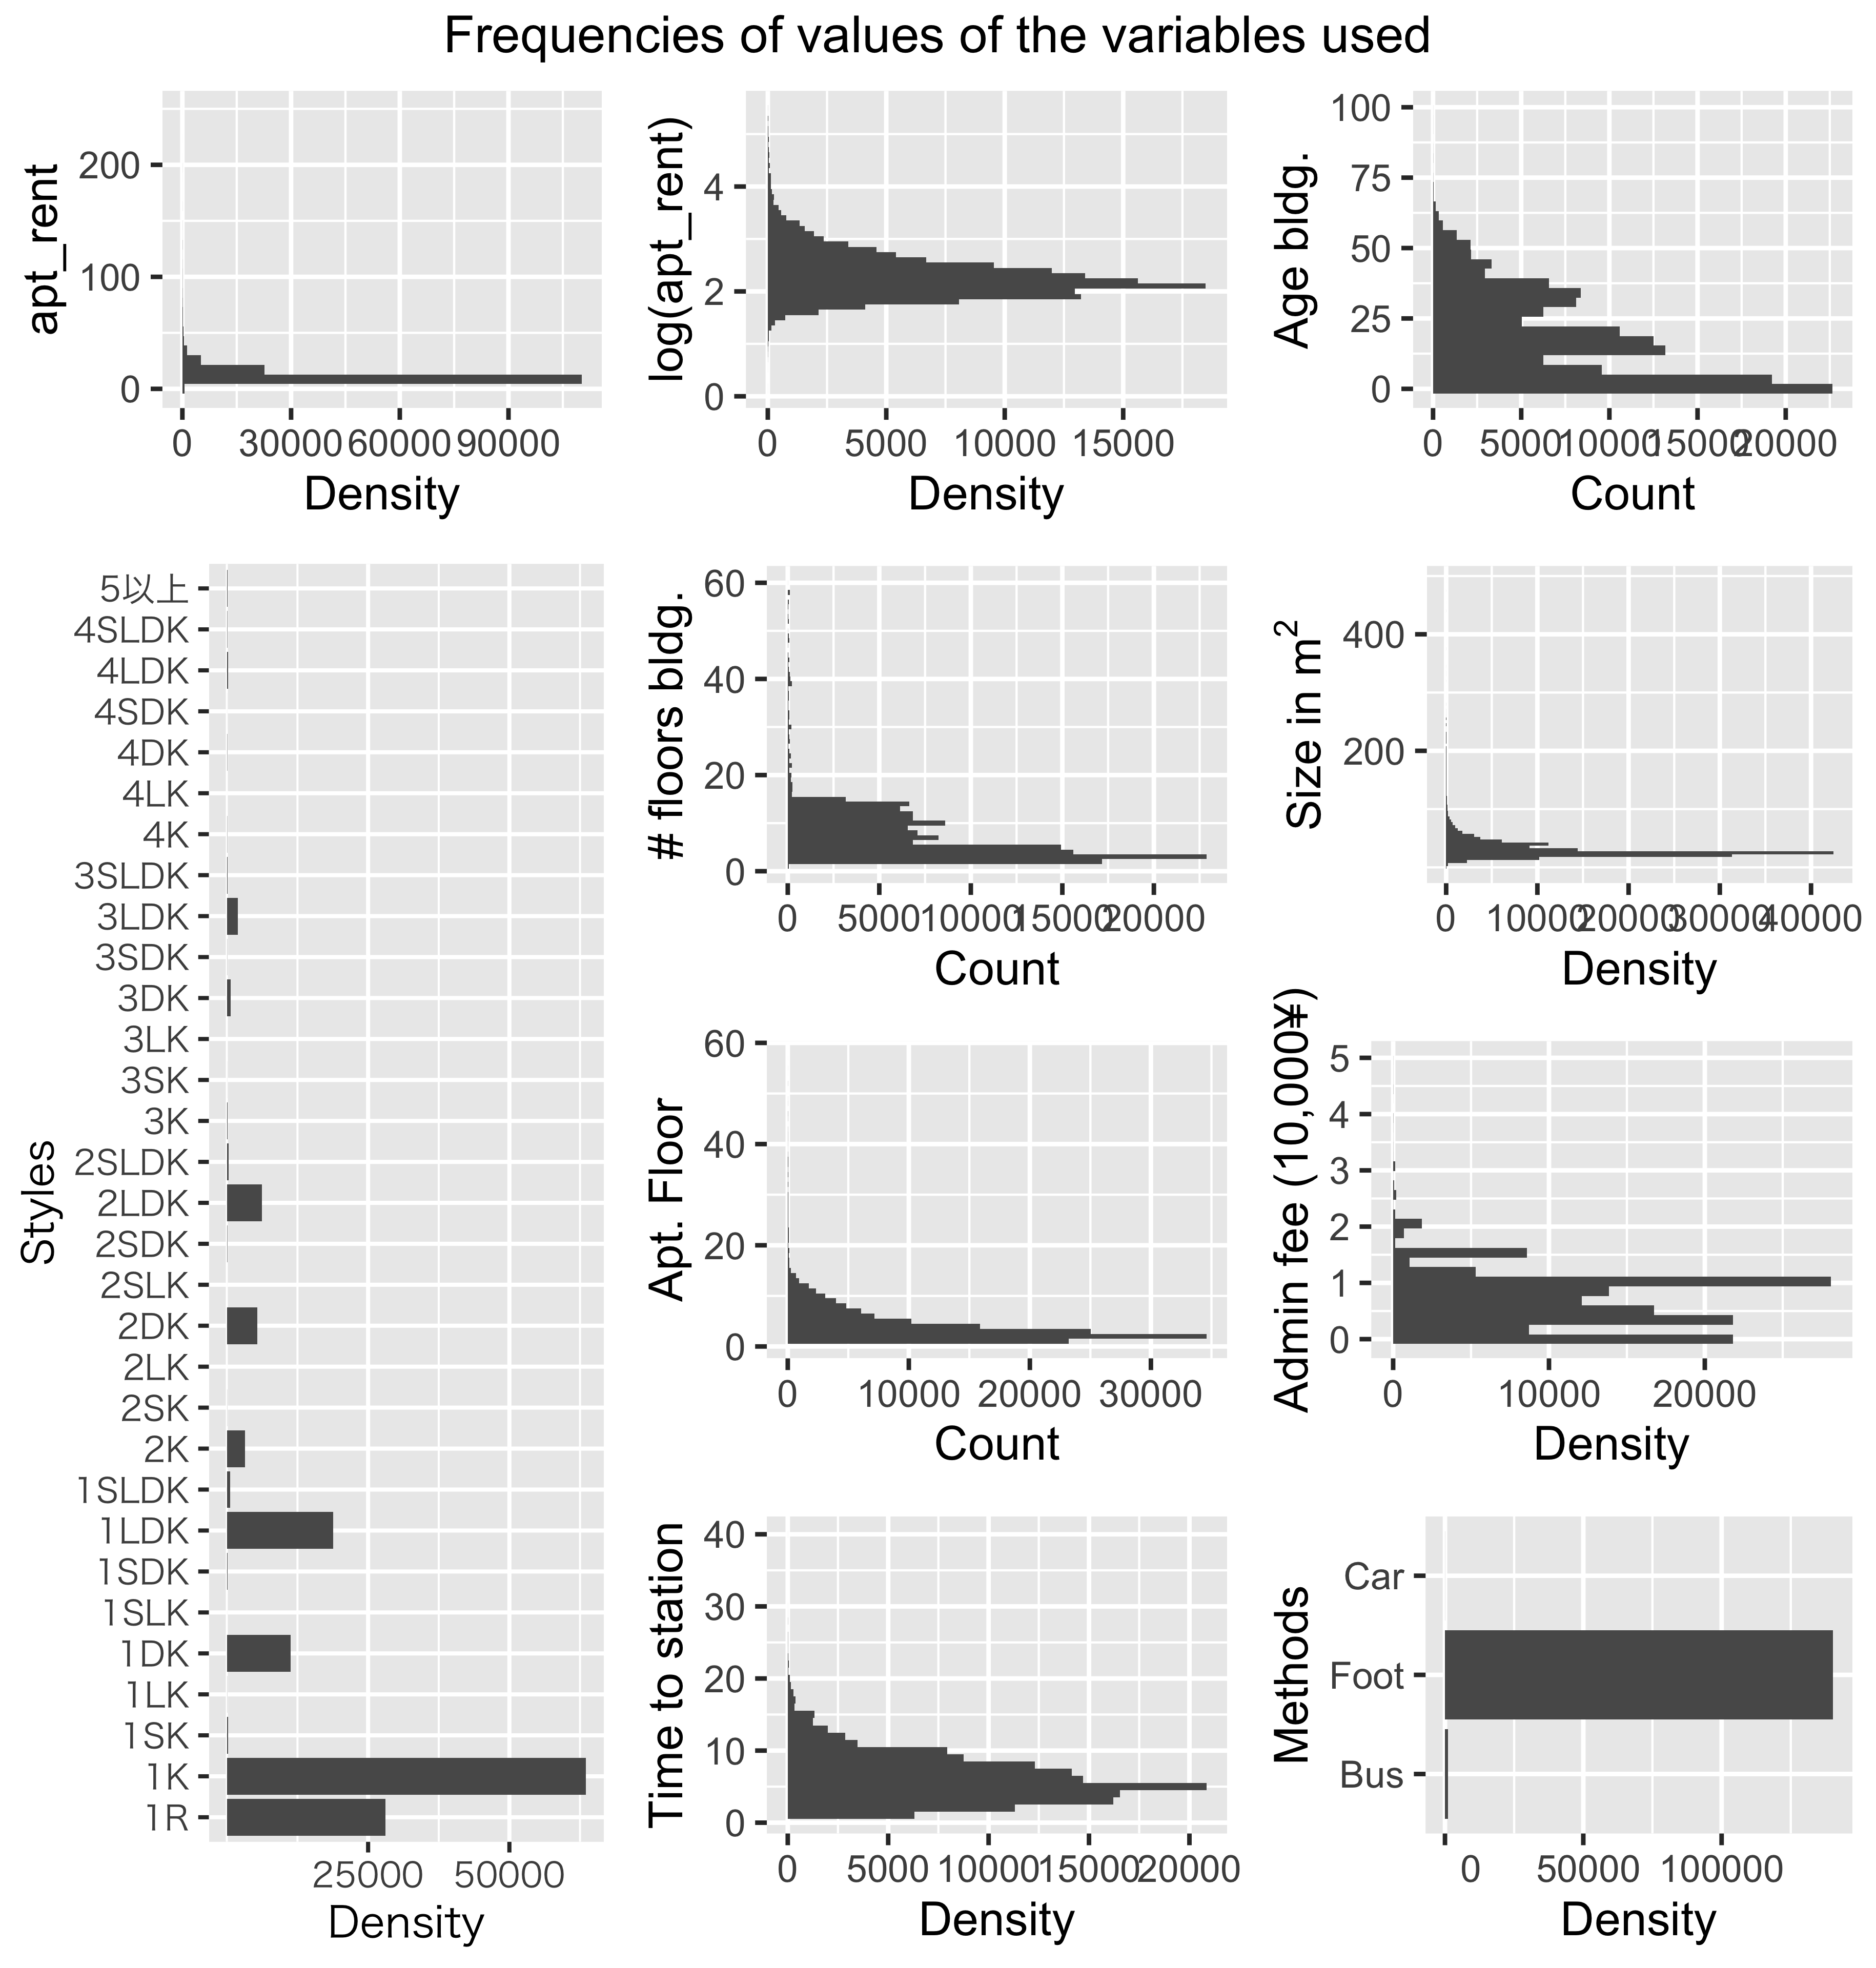 Frequencies of values of the variables used
apt_rent
200
100
0
0 30000 60000 90000
Density
log(apt_rent)
4
2
0
0 5000 10000 15000
Density
Age bldg.
100
75
50
25
0
0 5000 10000 15000 20000
Count
Styles
5以上
4SLDK
4LDK
4SDK
4DK
4LK
4K
3SLDK
3LDK
3SDK
3DK
3LK
3SK
3K
2SLDK
2LDK
2SDK
2SLK
2DK
2LK
2SK
2K
1SLDK
1LDK
1SDK
1SLK
1DK
1LK
1SK
1K
1R
25000 50000
Density
# floors bldg.
60
40
20
0
0 5000 10000 15000 20000
Count
Size in m²
400
200
0 10000 20000 30000 40000
Density
Apt. Floor
60
40
20
0
0 10000 20000 30000
Count
Admin fee (10,000¥)
5
4
3
2
1
0
0 10000 20000
Density
Time to station
40
30
20
10
0
0 5000 10000 15000 20000
Density
Methods
Car
Foot
Bus
0 50000 100000
Density